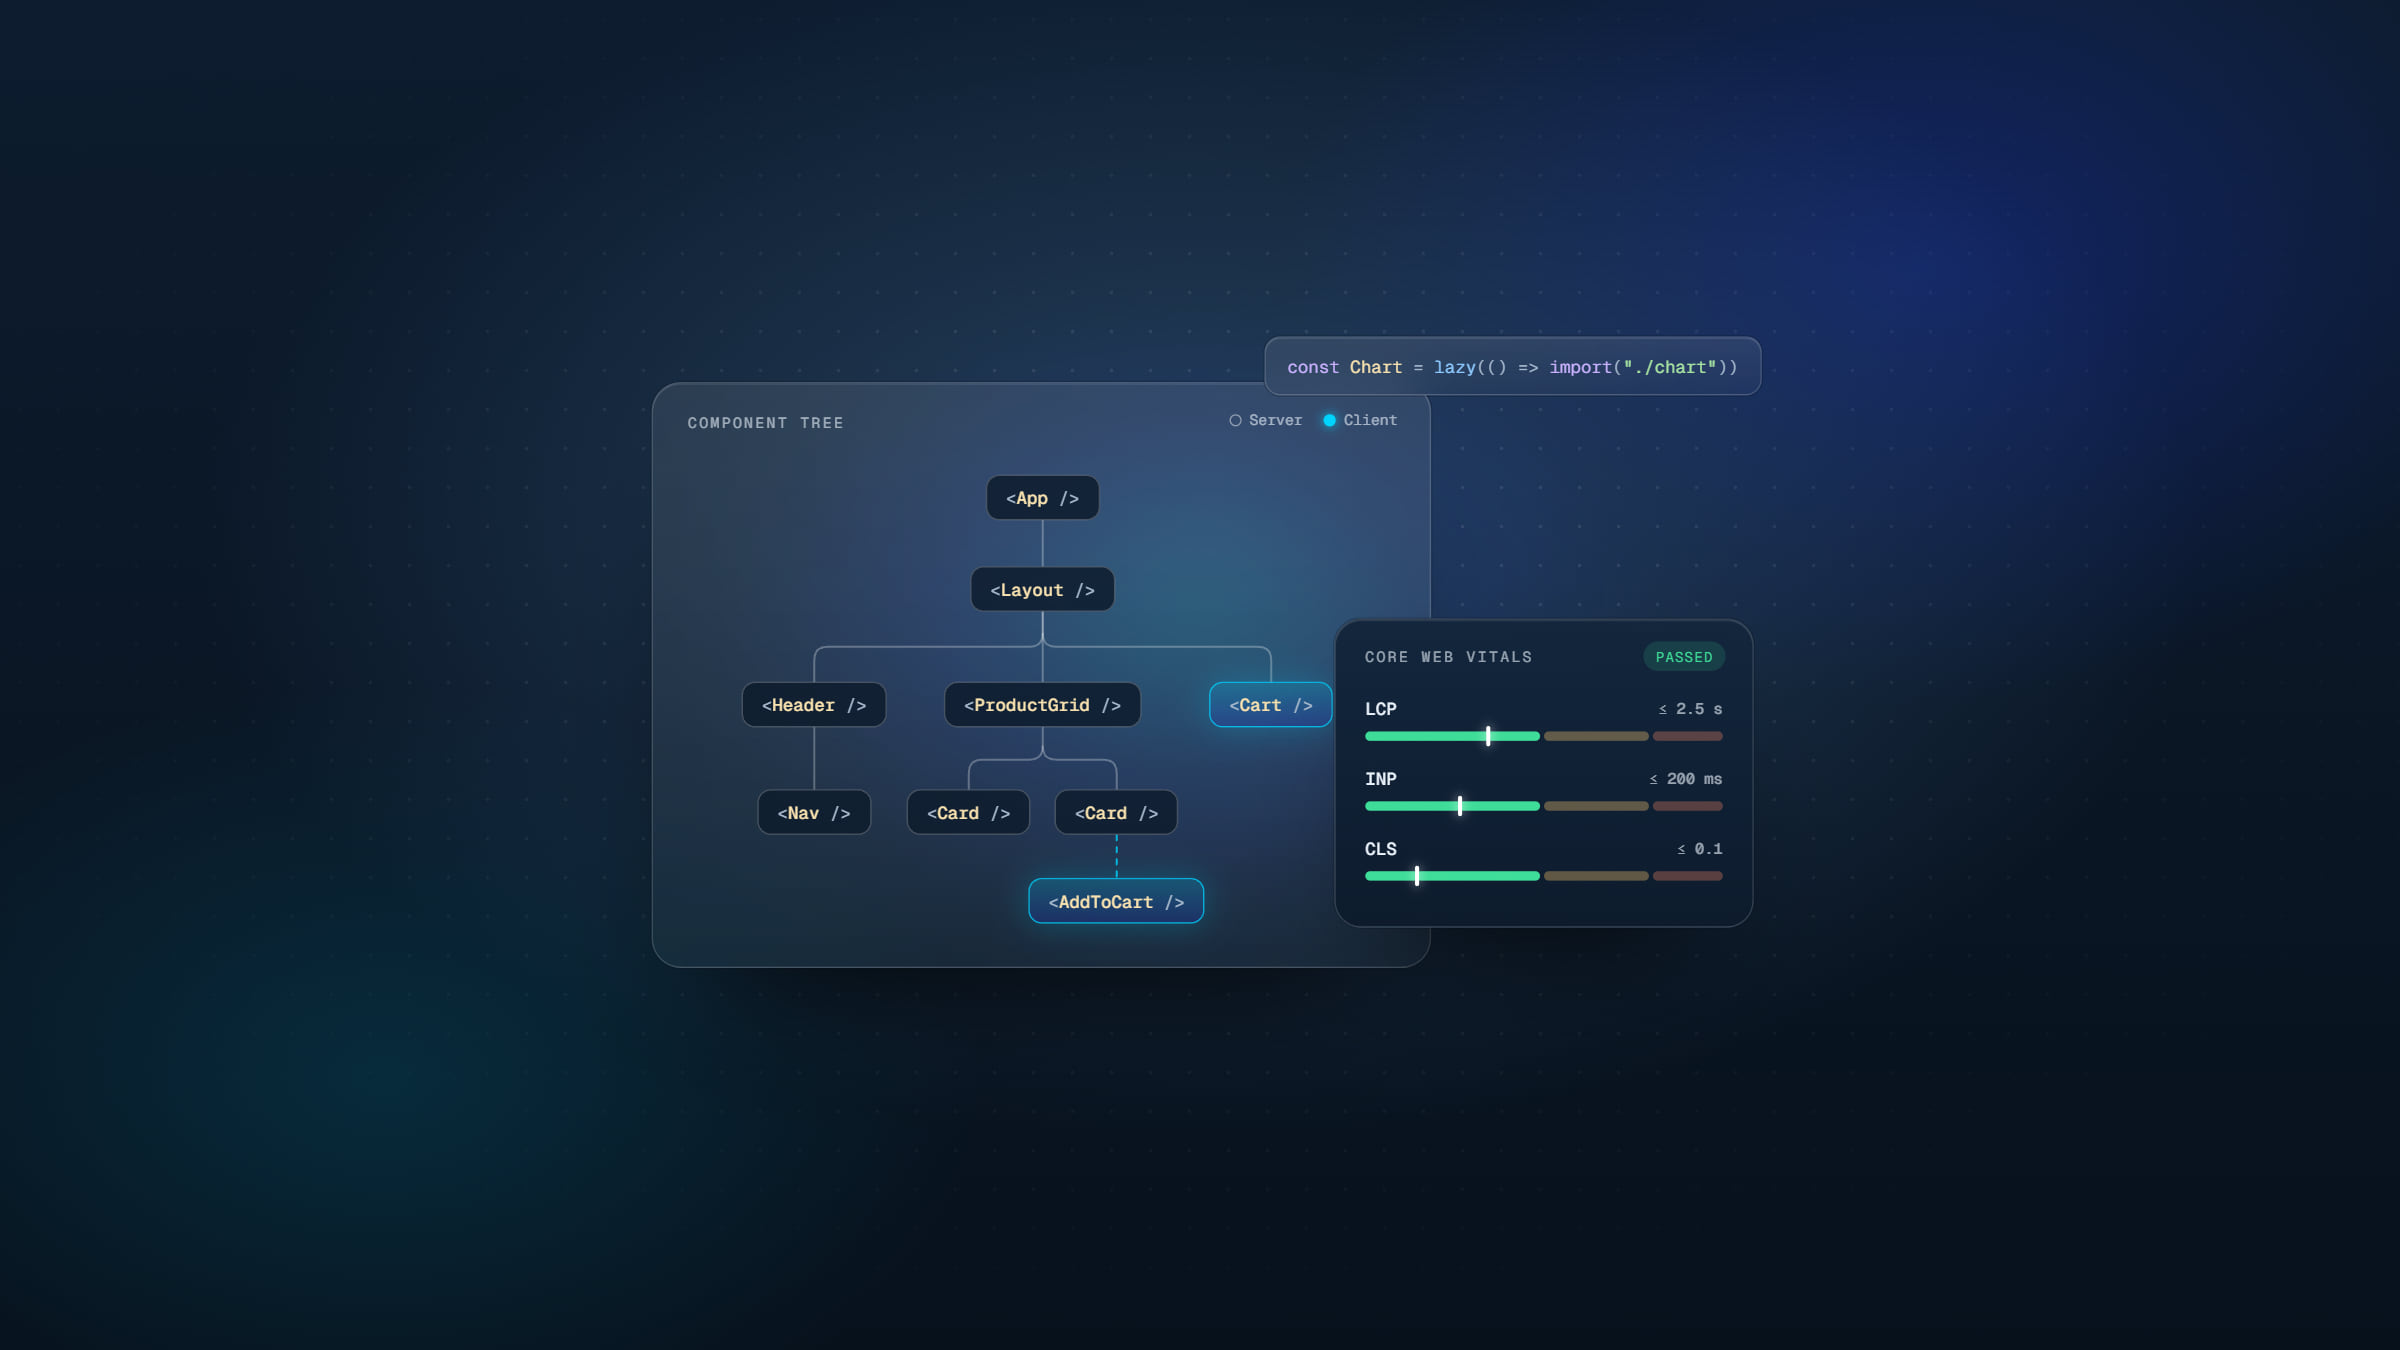 const Chart = lazy(() => import("./chart"))
COMPONENT TREE
Server Client
<App />
<Layout />
<Header /> <ProductGrid /> <Cart />
<Nav /> <Card /> <Card />
<AddToCart />
CORE WEB VITALS PASSED
LCP ≤ 2.5 s
INP ≤ 200 ms
CLS ≤ 0.1